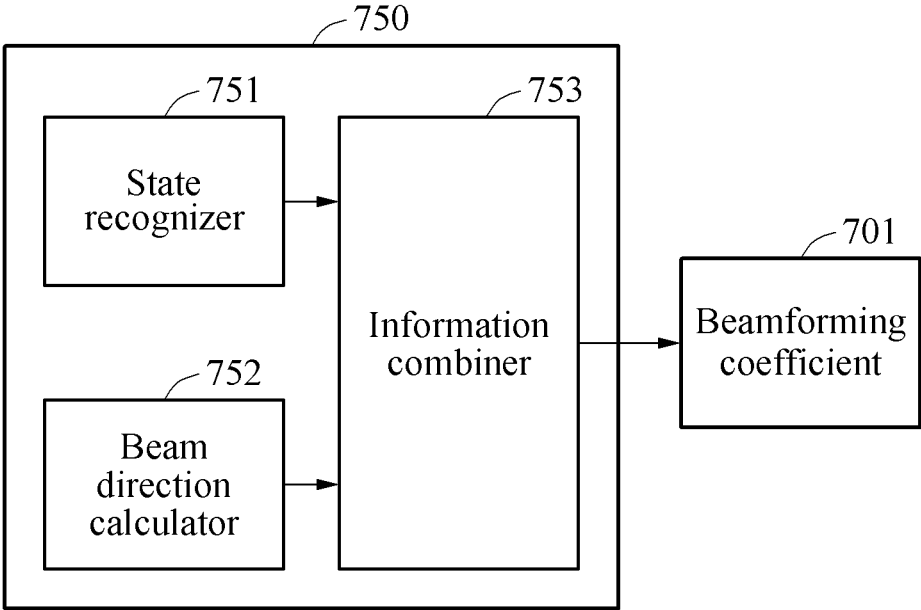 750
751
State
recognizer
753
Information
combiner
752
Beam
direction
calculator
701
Beamforming
coefficient